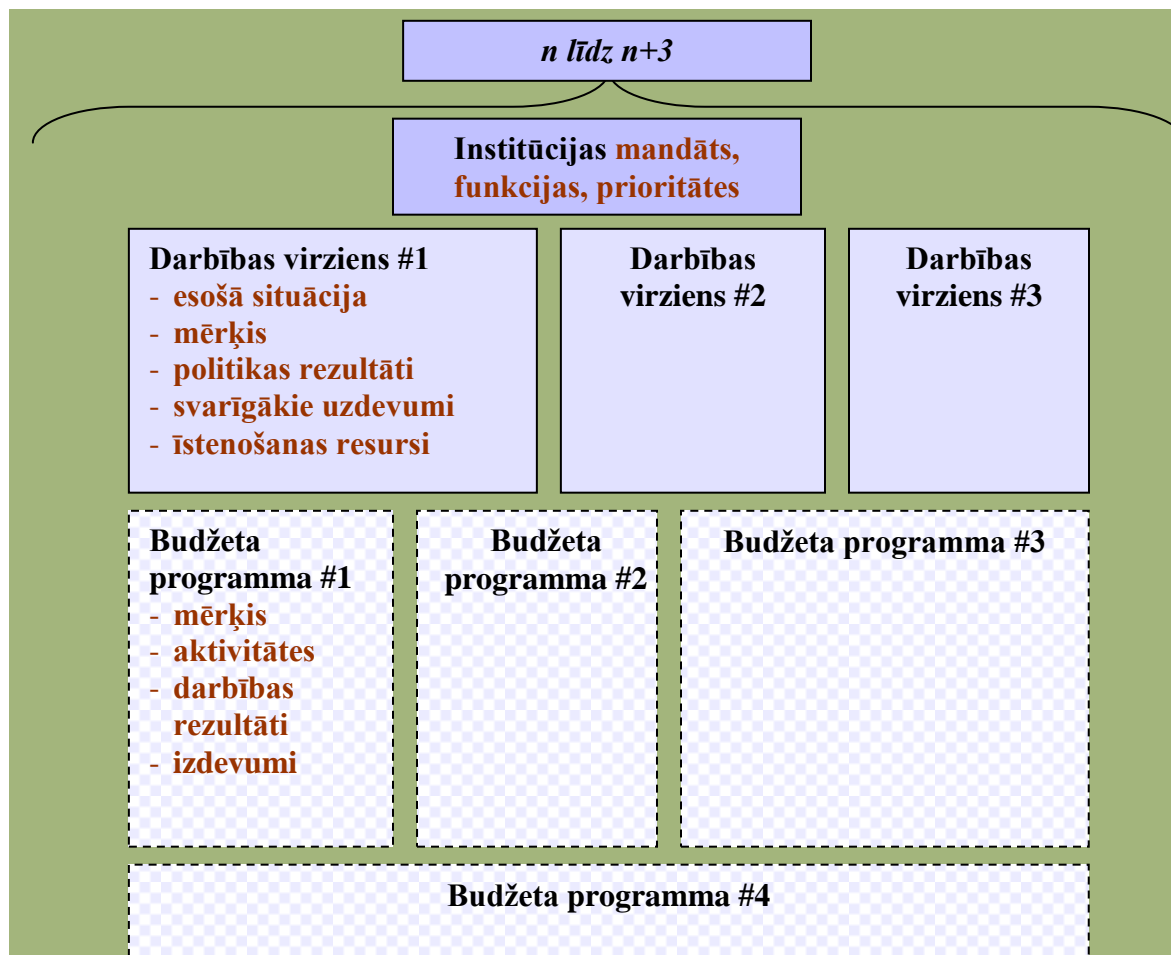 n līdz n+3
Institūcijas mandāts,
funkcijas, prioritātes
Darbības virziens #1
- esošā situācija
- mērķis
- politikas rezultāti
- svarīgākie uzdevumi
- īstenošanas resursi
Darbības
virziens #2
Darbības
virziens #3
Budžeta
programma #1
- mērķis
- aktivitātes
- darbības
rezultāti
- izdevumi
Budžeta
programma #2
Budžeta programma #3
Budžeta programma #4